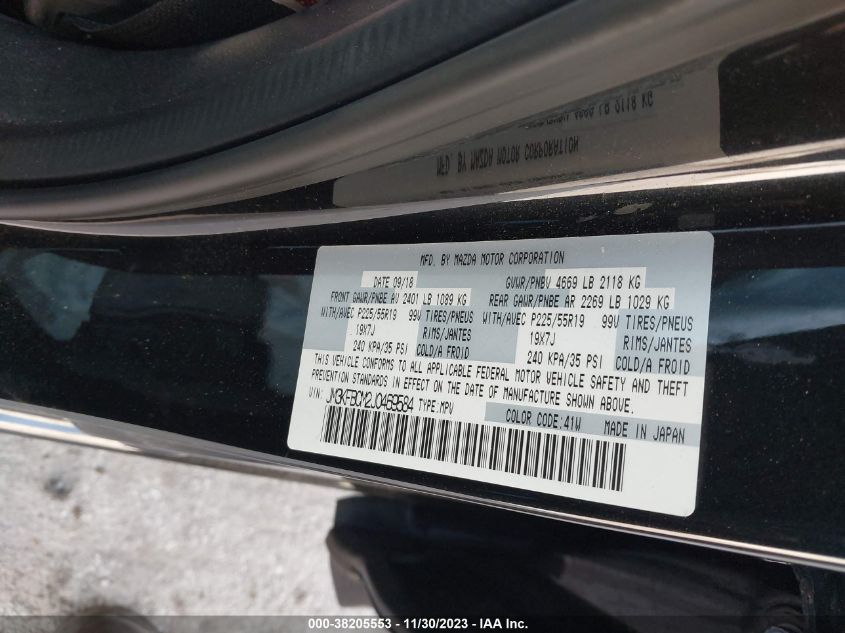 MFD. BY MAZDA MOTOR CORPORATION
DATE 09/18 GVWR/PNBV 4669 LB 2118 KG
FRONT GAWR/PNBE AV 2401 LB 1089 KG REAR GAWR/PNBE AR 2269 LB 1029 KG
WITH/AVEC P225/55R19 99V TIRES/PNEUS WITH/AVEC P225/55R19 99V TIRES/PNEUS
19X7J RIMS/JANTES 19X7J RIMS/JANTES
240 KPA/35 PSI COLD/A FROID 240 KPA/35 PSI COLD/A FROID
THIS VEHICLE CONFORMS TO ALL APPLICABLE FEDERAL MOTOR VEHICLE SAFETY AND THEFT
PREVENTION STANDARDS IN EFFECT ON THE DATE OF MANUFACTURE SHOWN ABOVE.
VIN: JM3KFBCM2J0469584 TYPE:MPV
COLOR CODE:41W MADE IN JAPAN
000-38205553 - 11/30/2023 - IAA Inc.